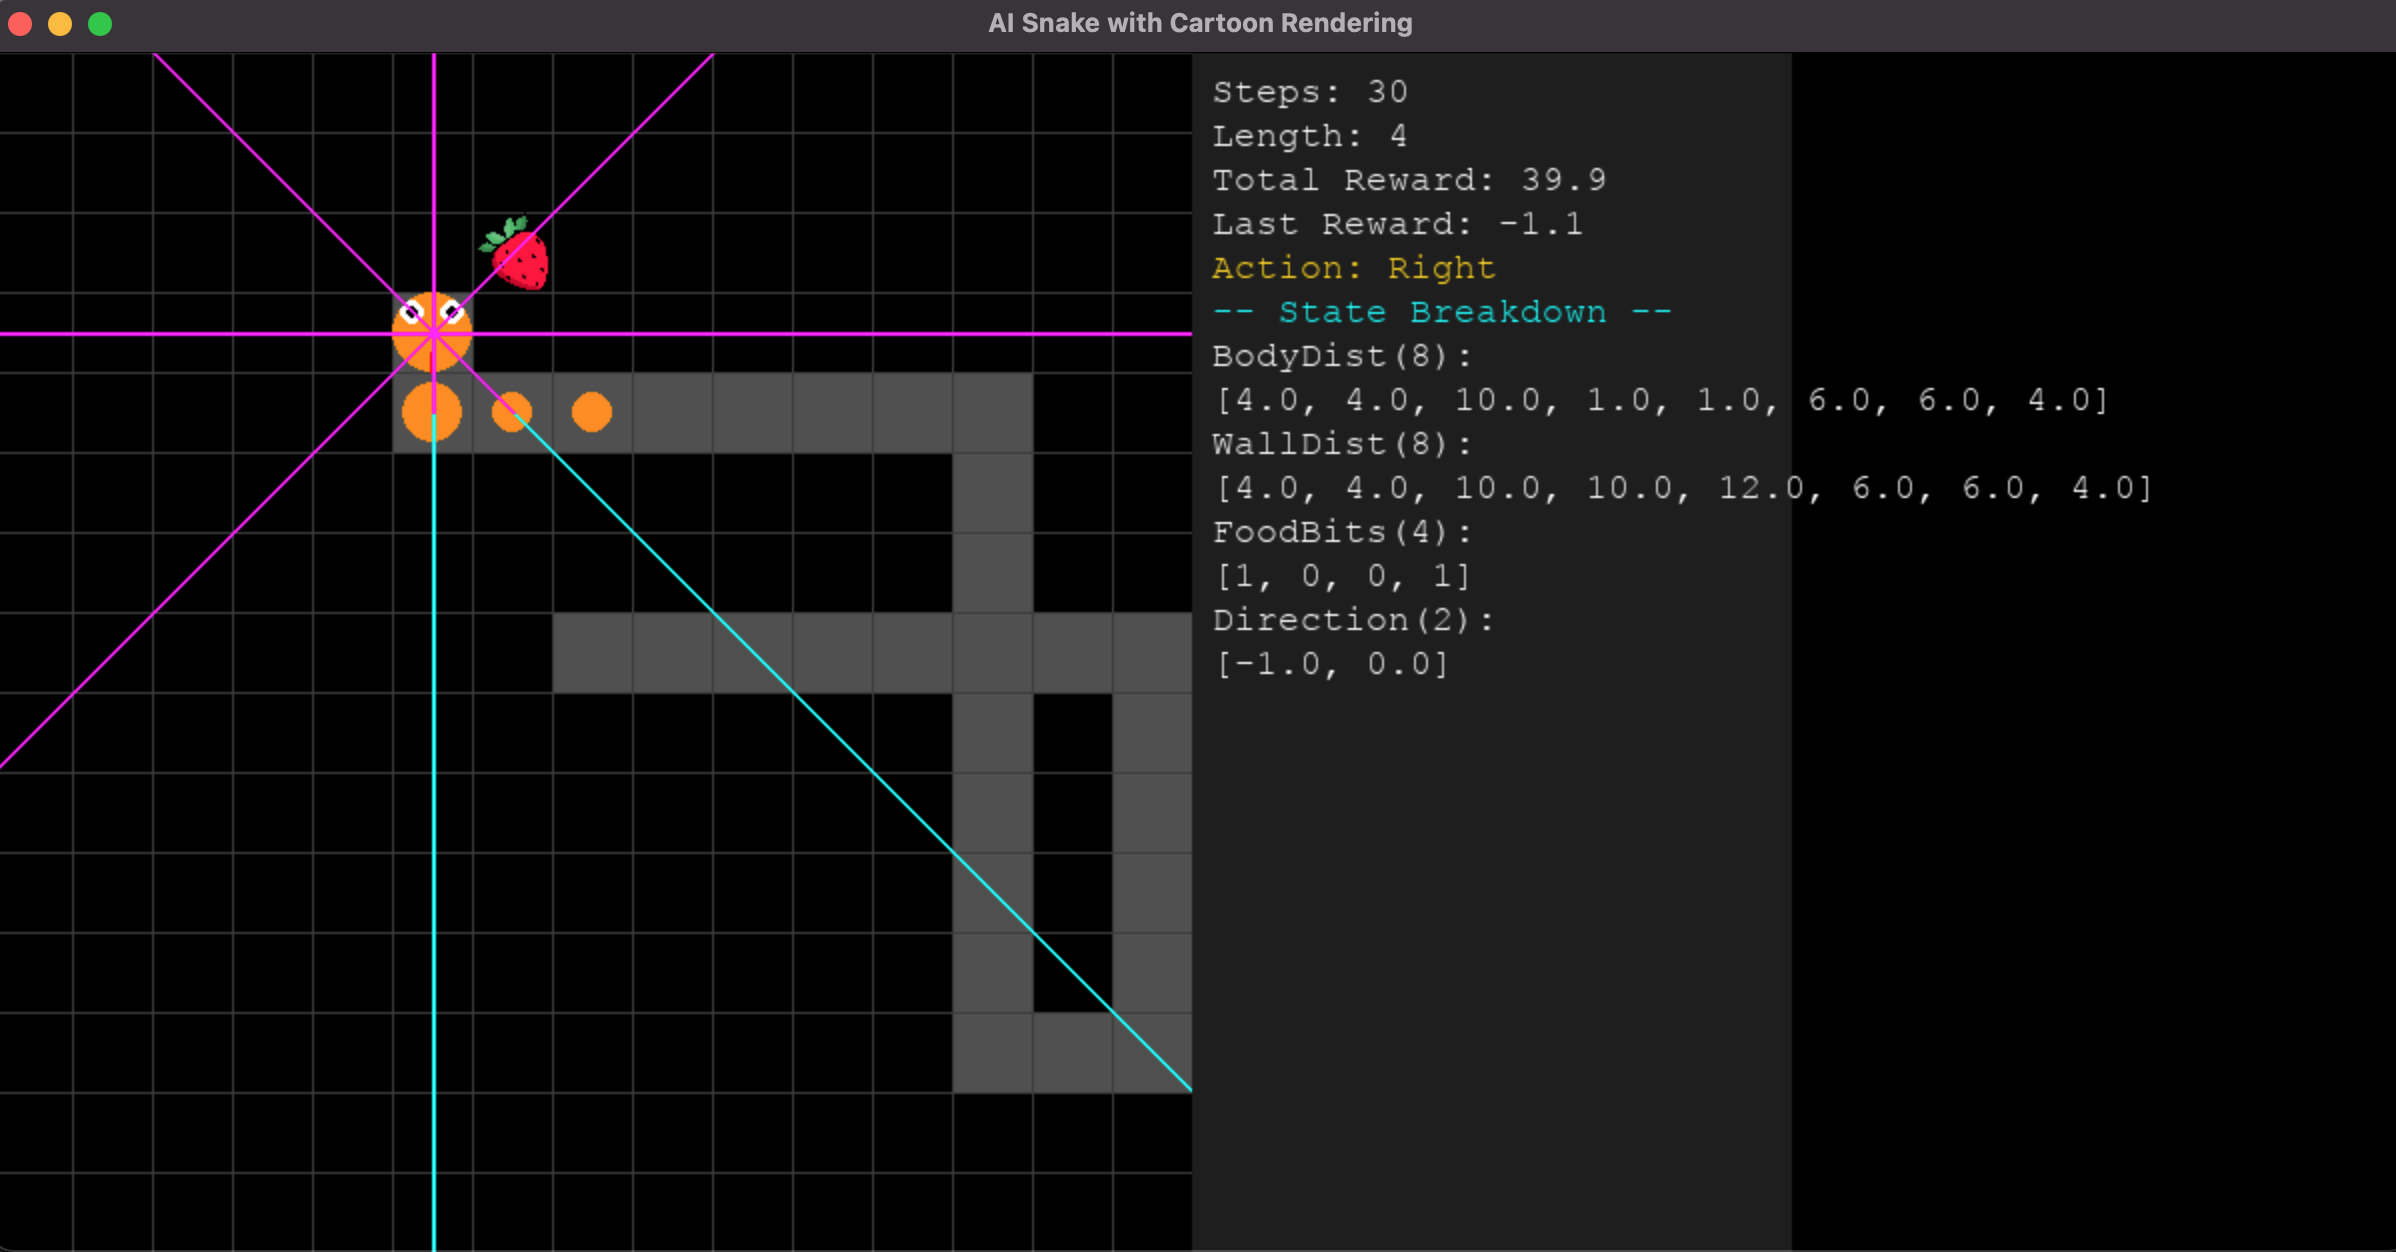 AI Snake with Cartoon Rendering
Steps: 30
Length: 4
Total Reward: 39.9
Last Reward: -1.1
Action: Right
-- State Breakdown --
BodyDist(8):
[4.0, 4.0, 10.0, 1.0, 1.0, 6.0, 6.0, 4.0]
WallDist(8):
[4.0, 4.0, 10.0, 10.0, 12.0, 6.0, 6.0, 4.0]
FoodBits(4):
[1, 0, 0, 1]
Direction(2):
[-1.0, 0.0]